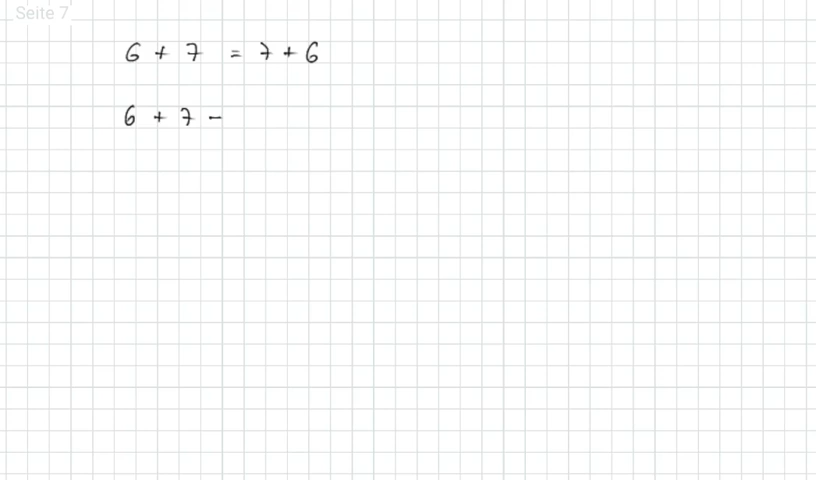 Seite 7
6 + 7 = 7 + 6
6 + 7 -